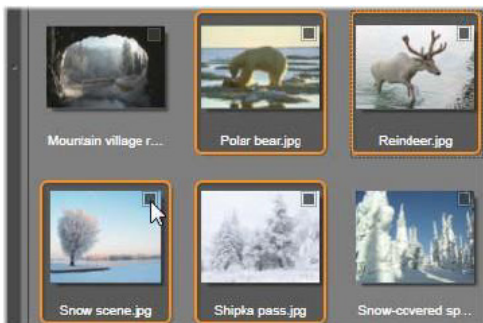 Mountain village r...
Polar bear.jpg
Reindeer.jpg
Snow scene.jpg
Shipka pass.jpg
Snow-covered sp...